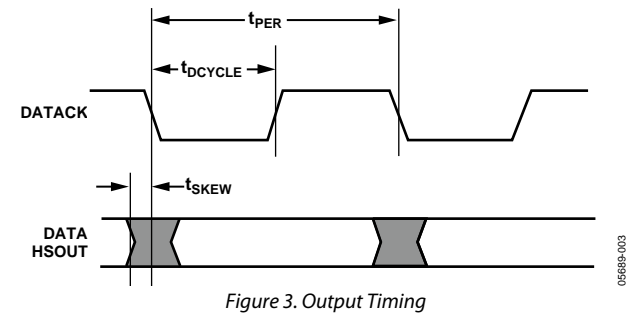 tPER
tDCYCLE
DATACK
tSKEW
DATA
HSOUT
05689-003
Figure 3. Output Timing